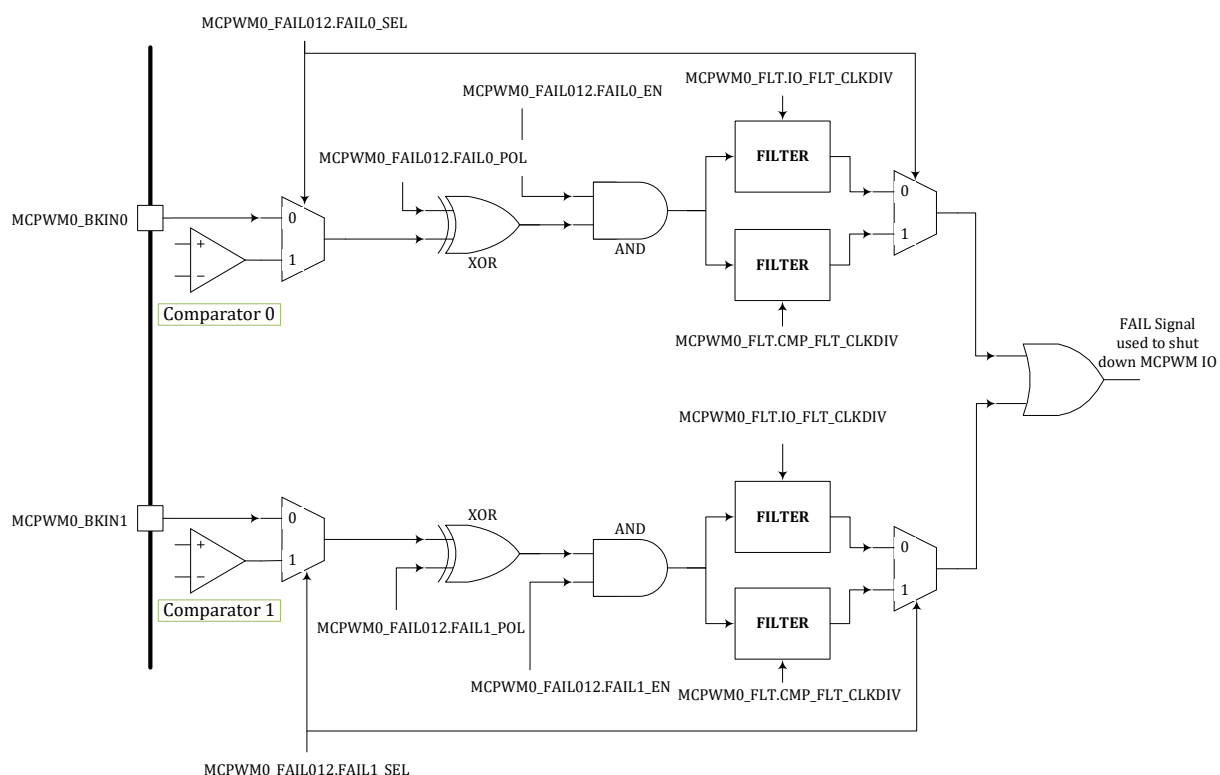 MCPWM0_FAIL012.FAIL0_SEL
MCPWM0_FLT.IO_FLT_CLKDIV
MCPWM0_FAIL012.FAIL0_EN
MCPWM0_FAIL012.FAIL0_POL
FILTER
MCPWM0_BKIN0
0
1
+
−
XOR
AND
0
1
FILTER
Comparator 0
MCPWM0_FLT.CMP_FLT_CLKDIV
FAIL Signal
used to shut
down MCPWM IO
MCPWM0_FLT.IO_FLT_CLKDIV
MCPWM0_BKIN1
0
1
+
−
XOR
AND
FILTER
0
1
Comparator 1
FILTER
MCPWM0_FAIL012.FAIL1_POL
MCPWM0_FAIL012.FAIL1_EN
MCPWM0_FLT.CMP_FLT_CLKDIV
MCPWM0_FAIL012.FAIL1_SEL